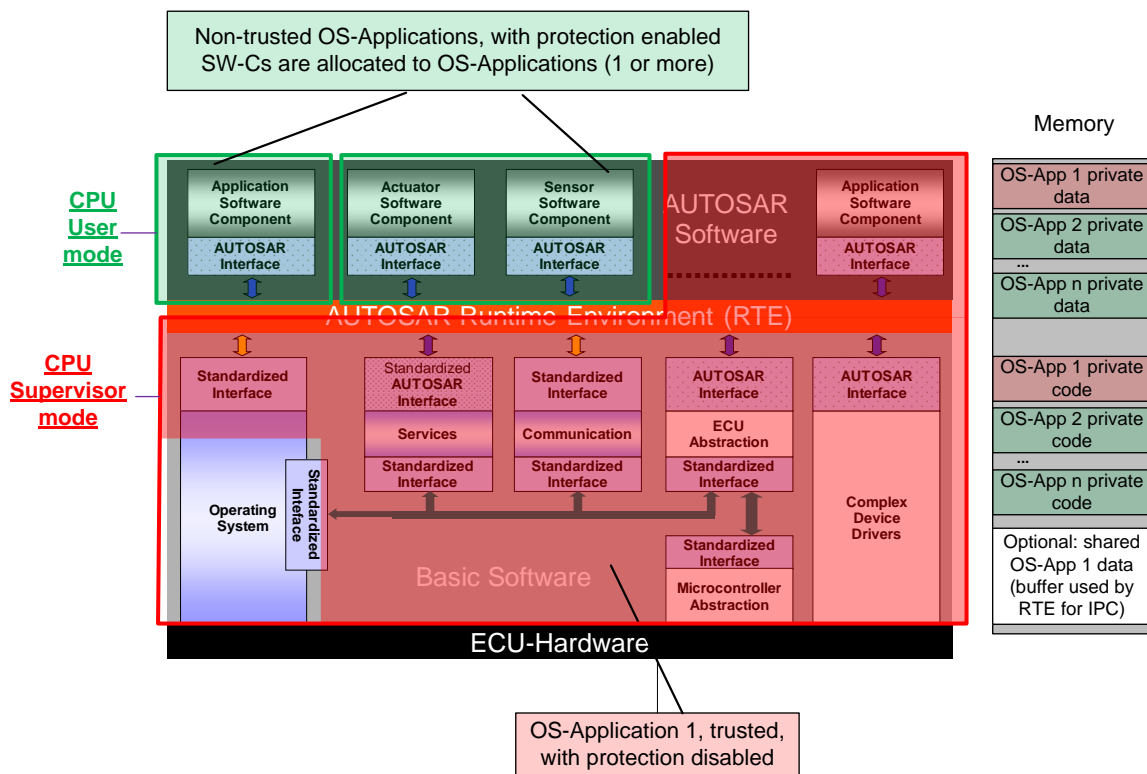 Non-trusted OS-Applications, with protection enabled
SW-Cs are allocated to OS-Applications (1 or more)
Memory
CPU
User
mode
Application
Software
Component
AUTOSAR
Interface
Actuator
Software
Component
AUTOSAR
Interface
Sensor
Software
Component
AUTOSAR
Interface
AUTOSAR
Software
Application
Software
Component
AUTOSAR
Interface
AUTOSAR Runtime Environment (RTE)
CPU
Supervisor
mode
Standardized
Interface
Operating
System
Standardized
Inteface
Standardized
AUTOSAR
Interface
Services
Standardized
Interface
Standardized
Interface
Communication
Standardized
Interface
AUTOSAR
Interface
ECU
Abstraction
Standardized
Interface
Standardized
Interface
Microcontroller
Abstraction
AUTOSAR
Interface
Complex
Device
Drivers
Basic Software
ECU-Hardware
OS-Application 1, trusted,
with protection disabled
OS-App 1 private
data
OS-App 2 private
data
...
OS-App n private
data
OS-App 1 private
code
OS-App 2 private
code
...
OS-App n private
code
Optional: shared
OS-App 1 data
(buffer used by
RTE for IPC)